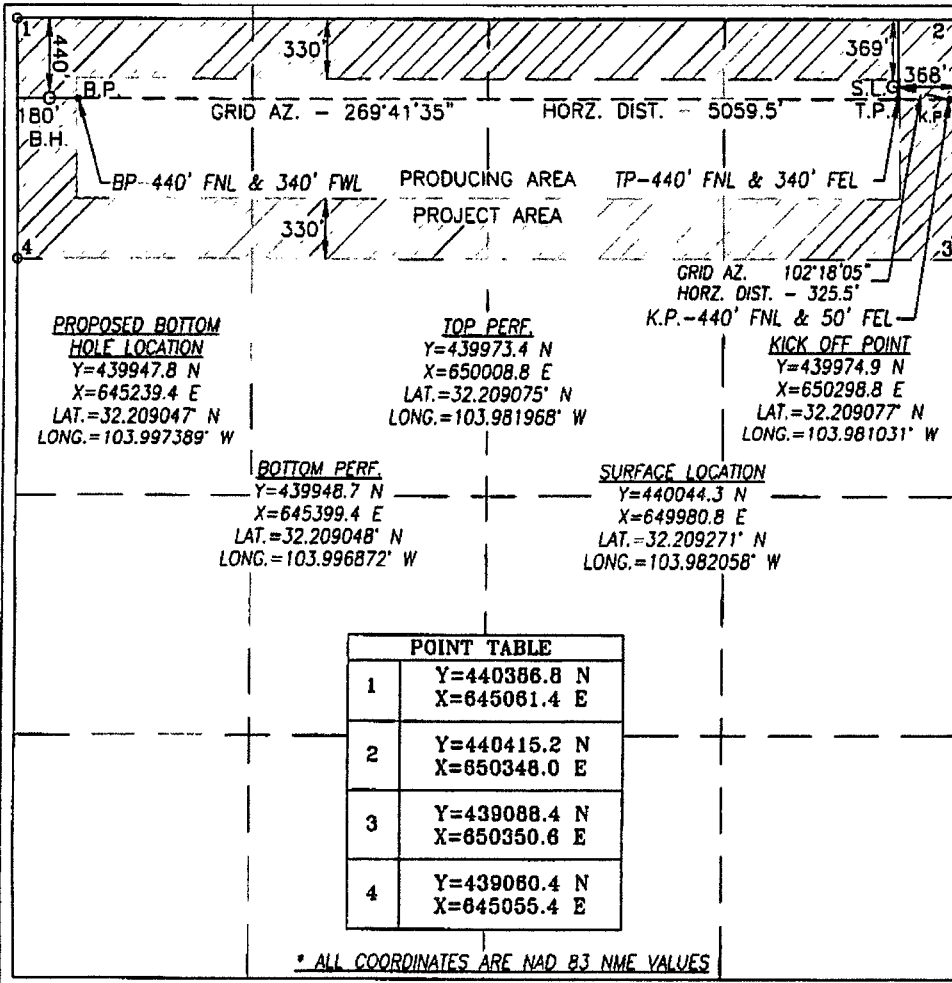 1
2
440'
330'
369'
368'
B.P.
S.L.
180'
GRID AZ. - 269°41'35"
HORZ. DIST. - 5059.5'
T.P.
K.P.
B.H.
BP-440' FNL & 340' FWL
PRODUCING AREA
TP-440' FNL & 340' FEL
PROJECT AREA
330'
4
3
GRID AZ. 102°18'05"
HORZ. DIST. - 325.5'
K.P.-440' FNL & 50' FEL
PROPOSED BOTTOM
HOLE LOCATION
Y=439947.8 N
X=645239.4 E
LAT.=32.209047° N
LONG.=103.997389° W
TOP PERF.
Y=439973.4 N
X=650008.8 E
LAT.=32.209075° N
LONG.=103.981968° W
KICK OFF POINT
Y=439974.9 N
X=650298.8 E
LAT.=32.209077° N
LONG.=103.981031° W
BOTTOM PERF.
Y=439948.7 N
X=645399.4 E
LAT.=32.209048° N
LONG.=103.996872° W
SURFACE LOCATION
Y=440044.3 N
X=649980.8 E
LAT.=32.209271° N
LONG.=103.982058° W
POINT TABLE
1
Y=440386.8 N
X=645061.4 E
2
Y=440415.2 N
X=650348.0 E
3
Y=439088.4 N
X=650350.6 E
4
Y=439060.4 N
X=645055.4 E
* ALL COORDINATES ARE NAD 83 NME VALUES